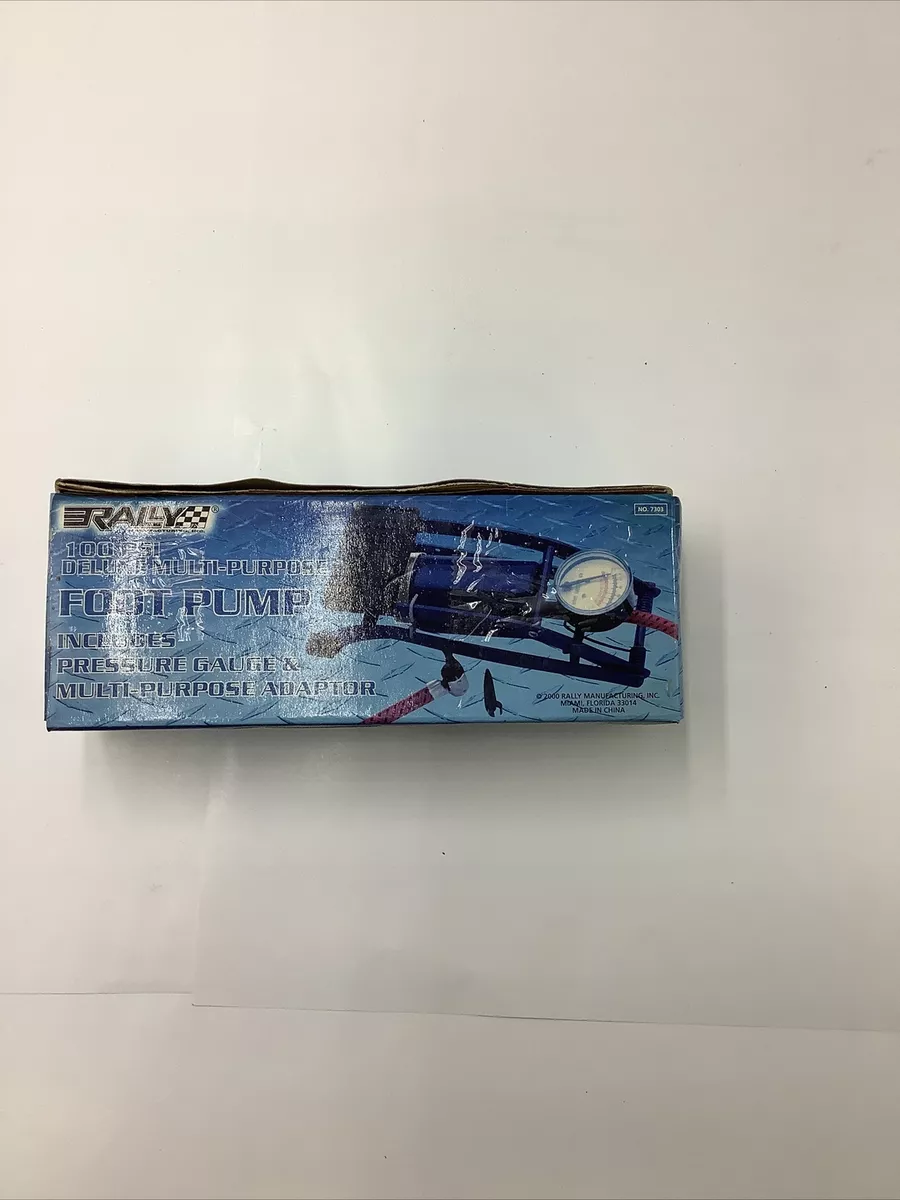 RALLY®
NO. 7303
100 PSI
DELUXE MULTI-PURPOSE
FOOT PUMP
INCLUDES
PRESSURE GAUGE &
MULTI-PURPOSE ADAPTOR
© 2000 RALLY MANUFACTURING, INC.
MIAMI, FLORIDA 33014
MADE IN CHINA